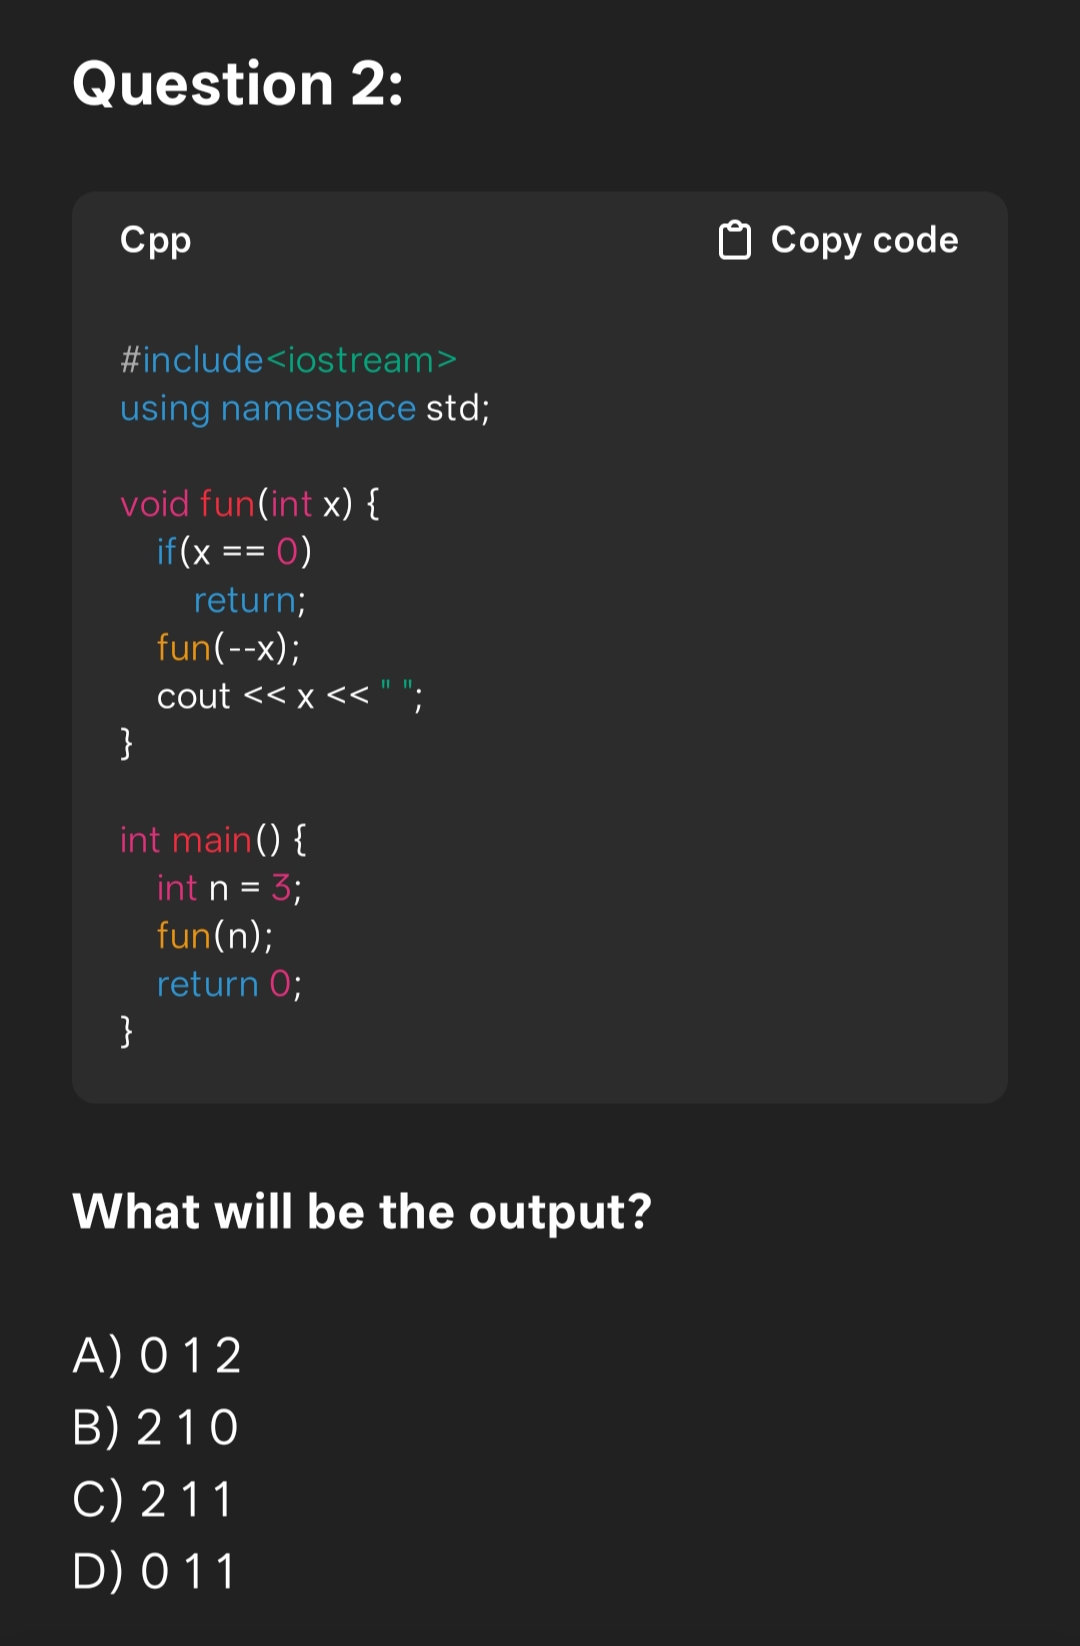 Question 2:
Cpp
Copy code
#include<iostream>
using namespace std;
void fun(int x) {
if(x == 0)
return;
fun(--x);
cout << x << " ";
}
int main() {
int n = 3;
fun(n);
return 0;
}
What will be the output?
A) 0 1 2
B) 2 1 0
C) 2 1 1
D) 0 1 1